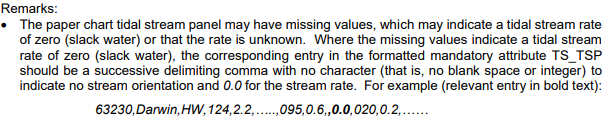 Remarks:
• The paper chart tidal stream panel may have missing values, which may indicate a tidal stream rate
of zero (slack water) or that the rate is unknown. Where the missing values indicate a tidal stream
rate of zero (slack water), the corresponding entry in the formatted mandatory attribute TS_TSP
should be a successive delimiting comma with no character (that is, no blank space or integer) to
indicate no stream orientation and 0.0 for the stream rate. For example (relevant entry in bold text):
63230,Darwin,HW,124,2.2,…..,095,0.6,,0.0,020,0.2,……